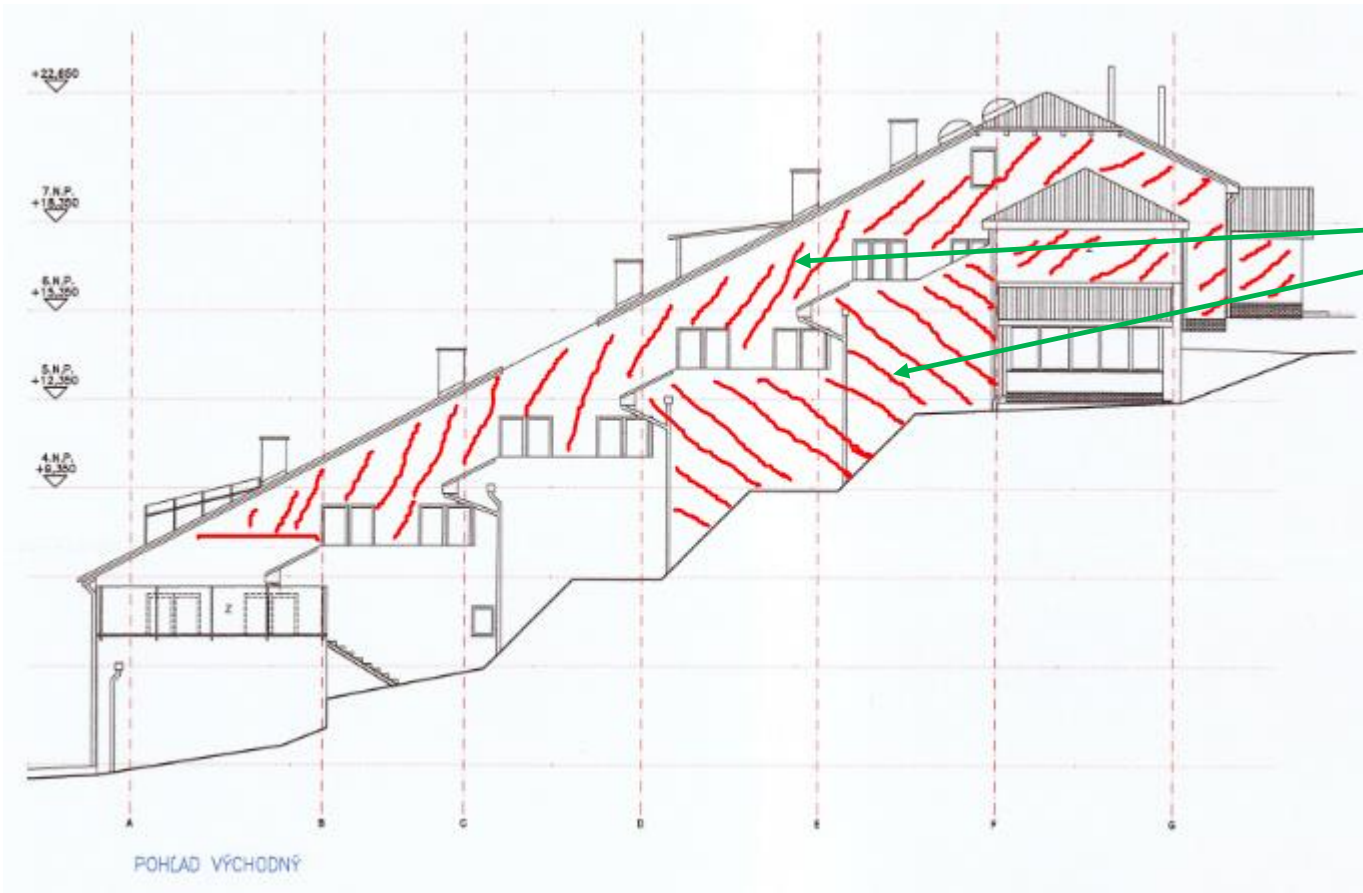 +22,650
7.N.P.
+18,350
6.N.P.
+15,350
5.N.P.
+12,350
4.N.P.
+9,350
Z
Z
A B C D E F G
POHĽAD VÝCHODNÝ